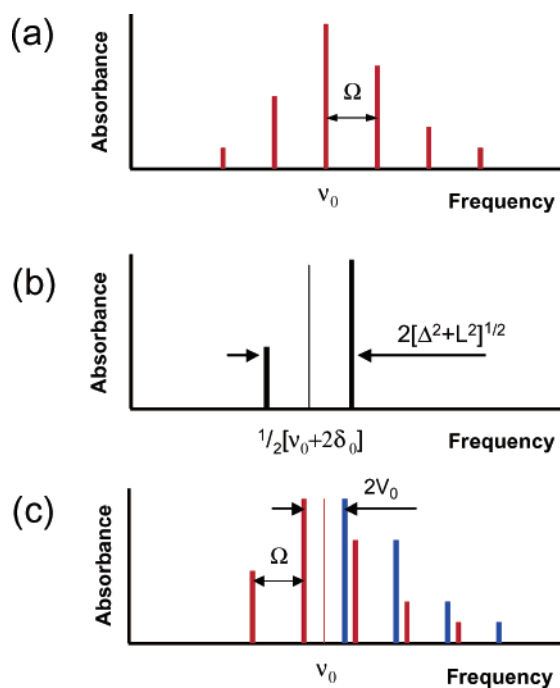 (a)
Absorbance
Ω
ν₀
Frequency
(b)
Absorbance
2[Δ²+L²]¹/²
¹/₂[ν₀+2δ₀]
Frequency
(c)
Absorbance
2V₀
Ω
ν₀
Frequency